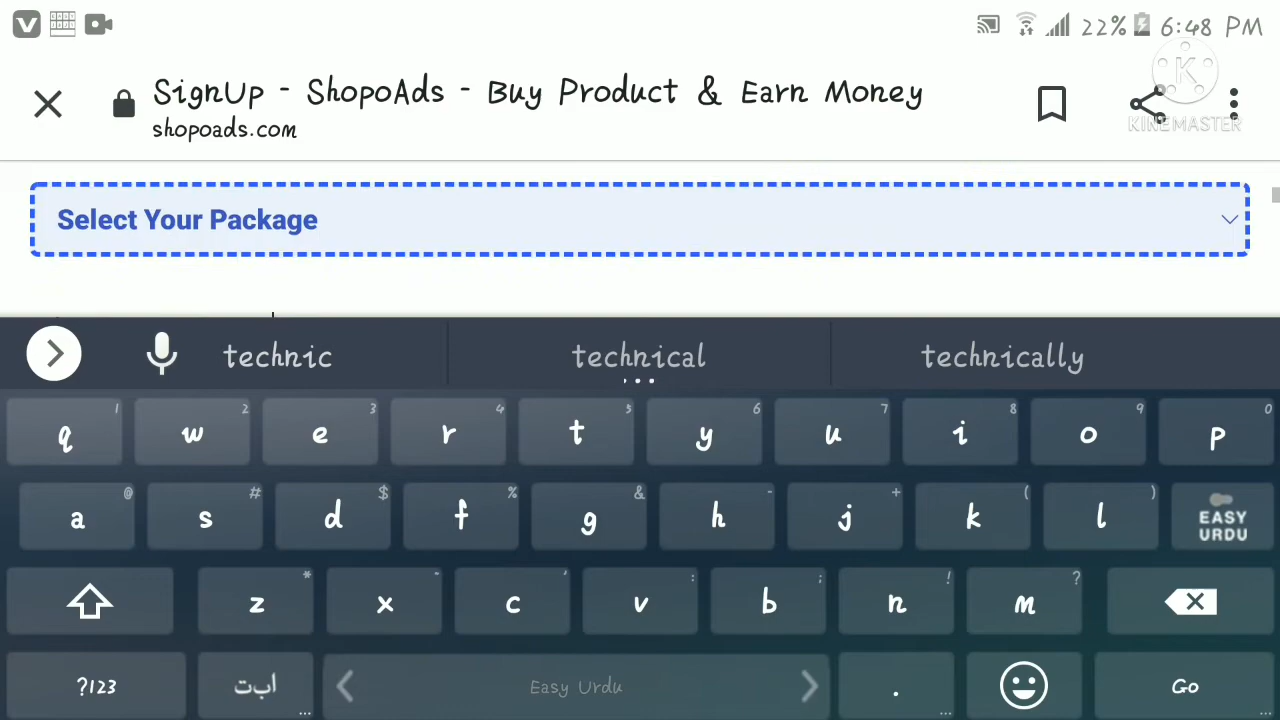 V 22% 6:48 PM
SignUp - ShopoAds - Buy Product & Earn Money
shopoads.com
K
KINEMASTER
Select Your Package
technic technical technically
1 2 3 4 5 6 7 8 9 0
q w e r t y u i o p
@ # $ % & - + ( )
a s d f g h j k l EASY URDU
* " ' : ; ! ?
z x c v b n m
?123 ابت Easy Urdu . Go